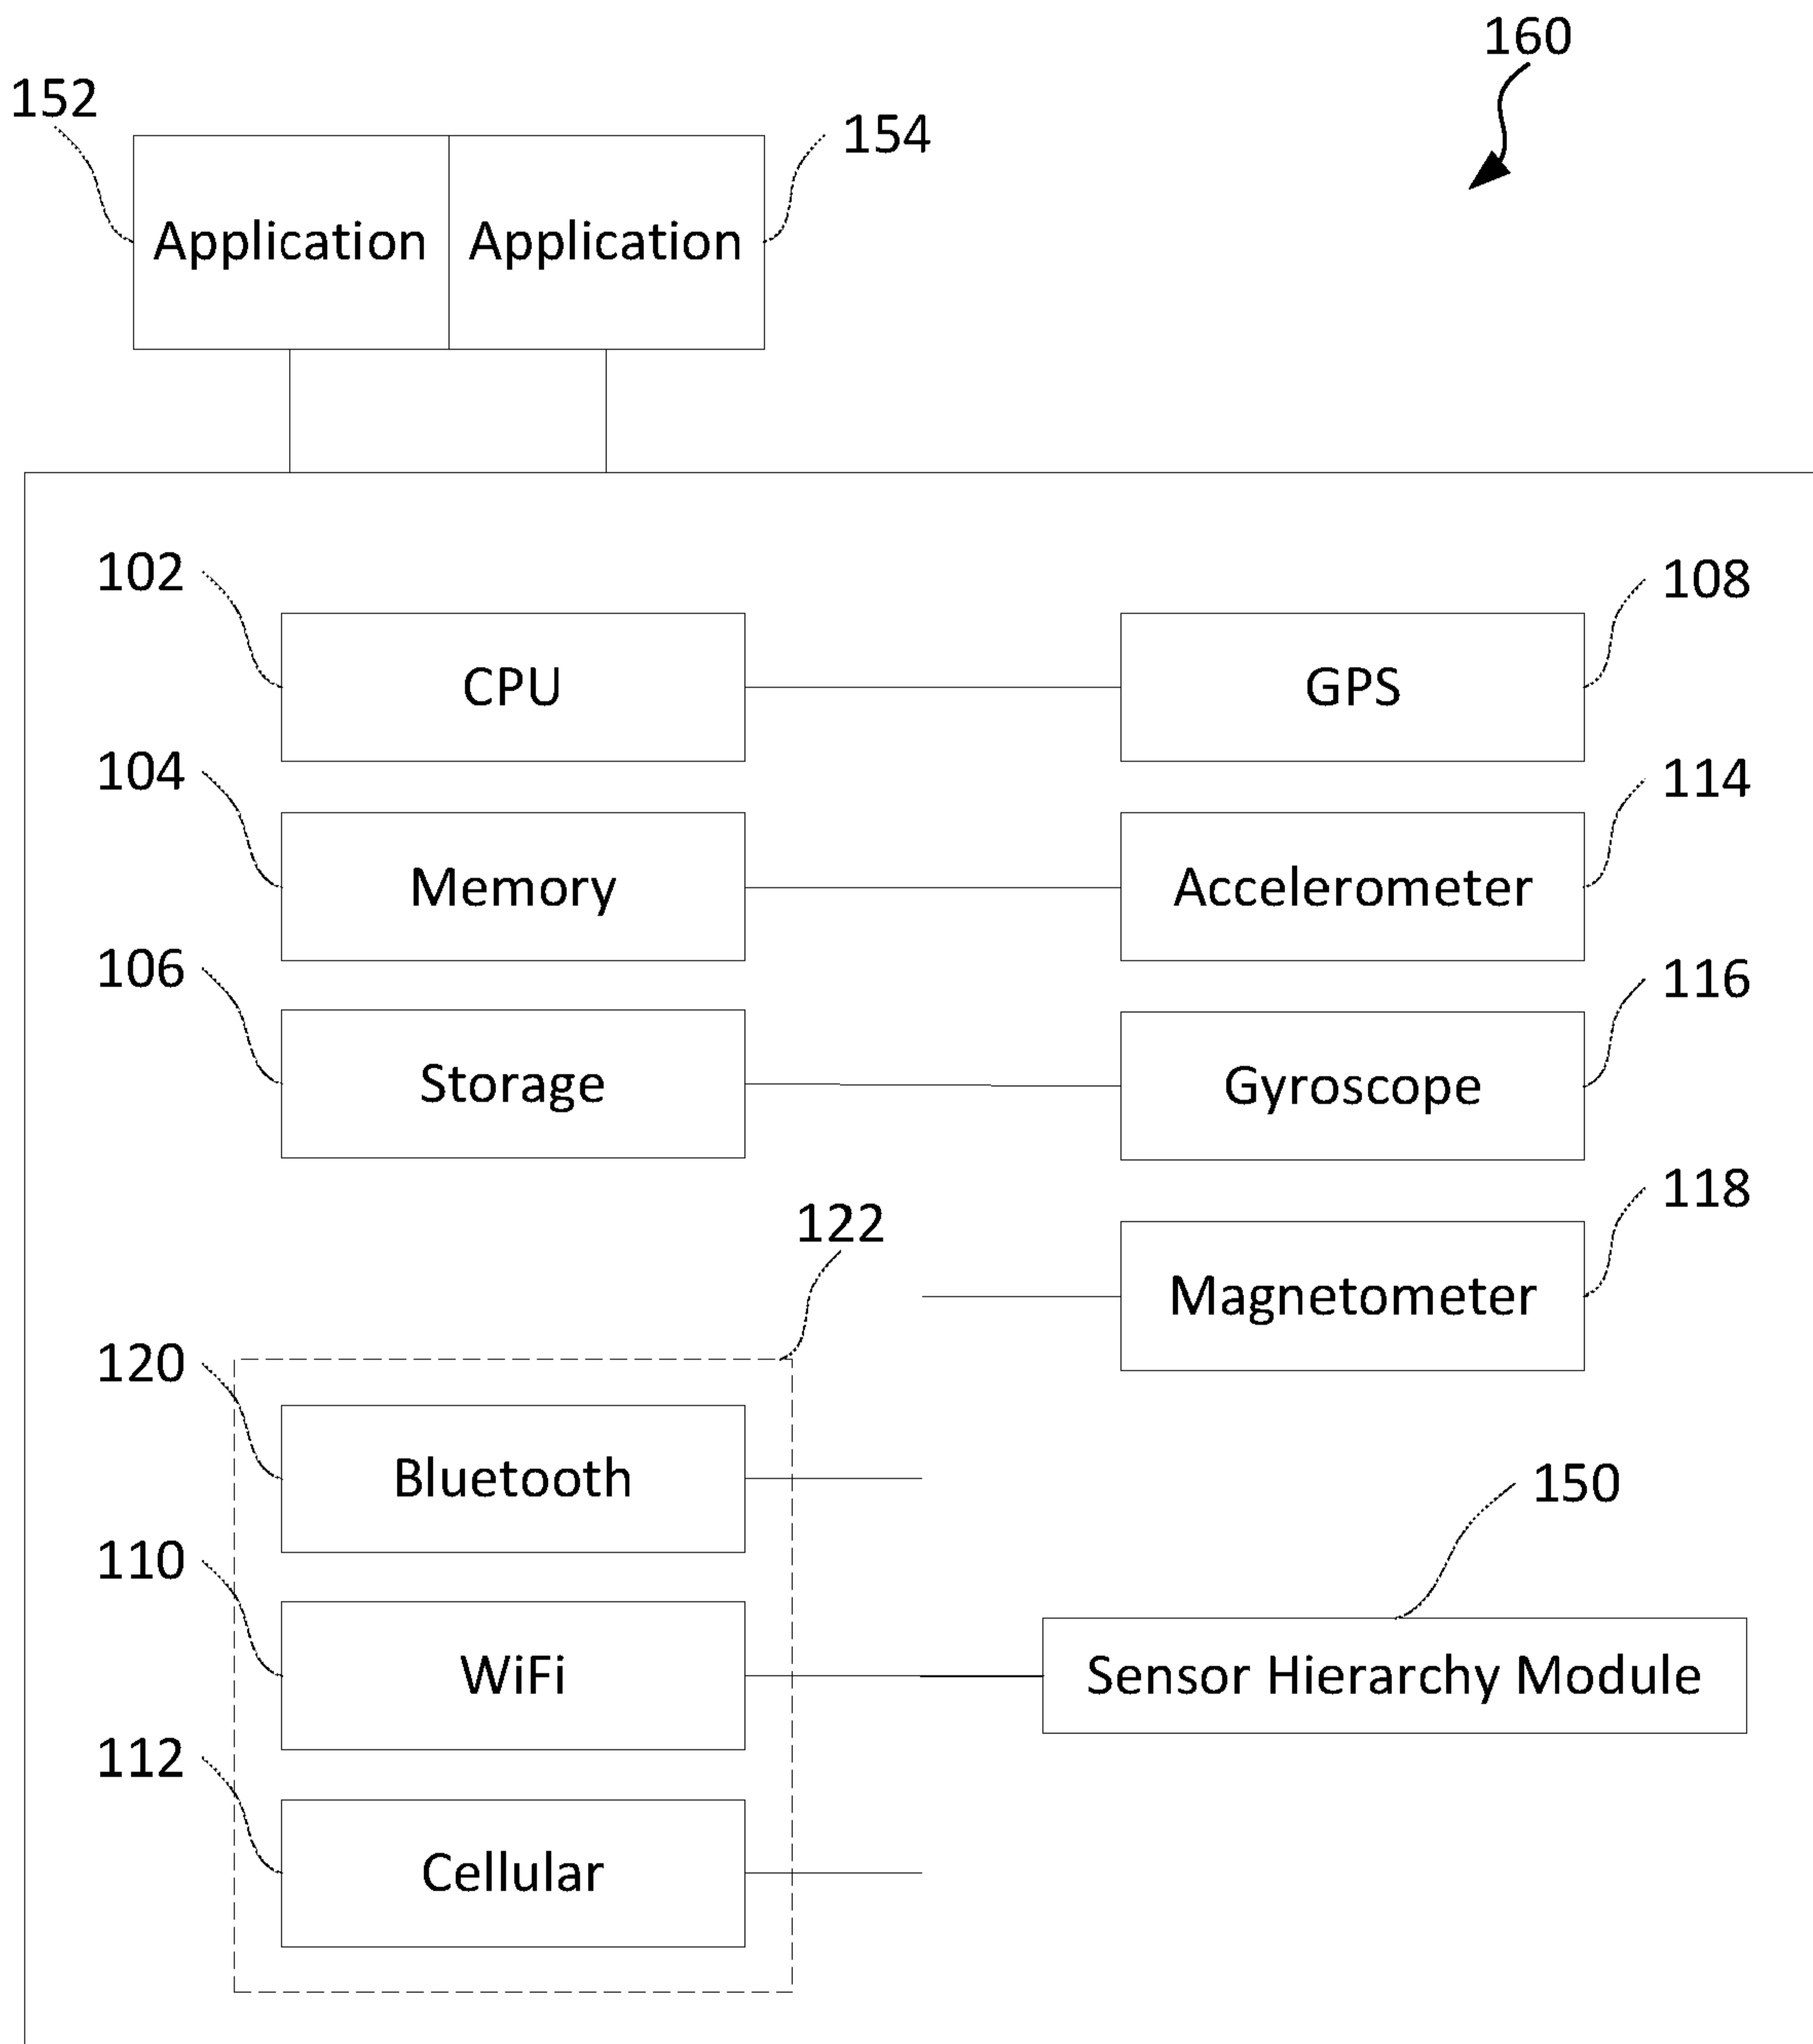 160
152
154
Application Application
102
108
CPU GPS
104
114
Memory Accelerometer
106
116
Storage Gyroscope
118
122
Magnetometer
120
Bluetooth
150
110
WiFi Sensor Hierarchy Module
112
Cellular